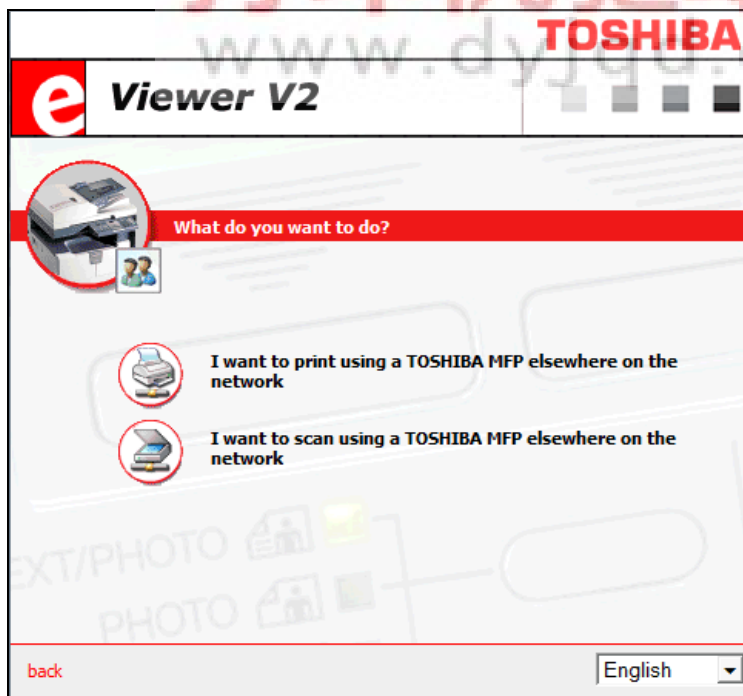 TOSHIBA
www.dyjqd.
e Viewer V2
What do you want to do?
I want to print using a TOSHIBA MFP elsewhere on the
network
I want to scan using a TOSHIBA MFP elsewhere on the
network
EXT/PHOTO
PHOTO
back
English